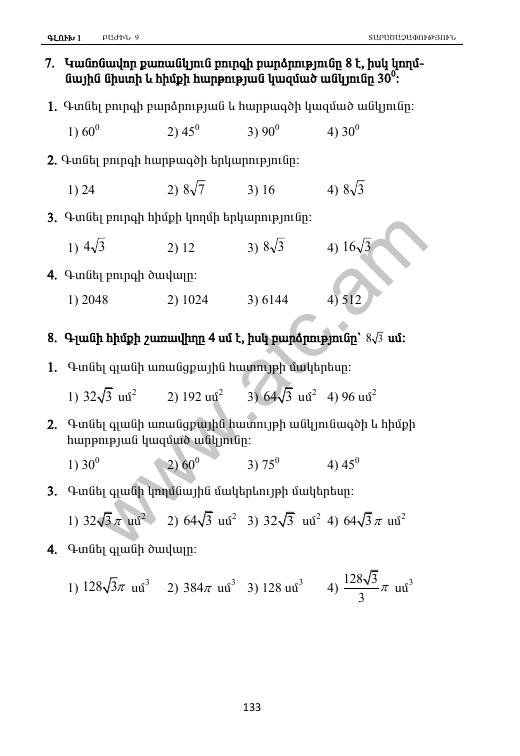 ԳԼՈՒԽ 1 ԲԱԺԻՆ 9 ՏԱՐԱԾԱՉԱՓՈՒԹՅՈՒՆ
7. Կանոնավոր քառանկյուն բուրգի բարձրությունը 8 է, իսկ կողմ-
նային նիստի և հիմքի հարթության կազմած անկյունը 30⁰:
1. Գտնել բուրգի բարձրության և հարթագծի կազմած անկյունը:
1) 60⁰ 2) 45⁰ 3) 90⁰ 4) 30⁰
2. Գտնել բուրգի հարթագծի երկարությունը:
1) 24 2) 8√7 3) 16 4) 8√3
3. Գտնել բուրգի հիմքի կողմի երկարությունը:
1) 4√3 2) 12 3) 8√3 4) 16√3
4. Գտնել բուրգի ծավալը:
1) 2048 2) 1024 3) 6144 4) 512
8. Գլանի հիմքի շառավիղը 4 սմ է, իսկ բարձրությունը՝ 8√3 սմ:
1. Գտնել գլանի առանցքային հատույթի մակերեսը:
1) 32√3 սմ² 2) 192 սմ² 3) 64√3 սմ² 4) 96 սմ²
2. Գտնել գլանի առանցքային հատույթի անկյունագծի և հիմքի
հարթության կազմած անկյունը:
1) 30⁰ 2) 60⁰ 3) 75⁰ 4) 45⁰
3. Գտնել գլանի կողմնային մակերևույթի մակերեսը:
1) 32√3π սմ² 2) 64√3 սմ² 3) 32√3 սմ² 4) 64√3π սմ²
4. Գտնել գլանի ծավալը:
1) 128√3π սմ³ 2) 384π սմ³ 3) 128 սմ³ 4) 128√3/3 π սմ³
www.atc.am
133